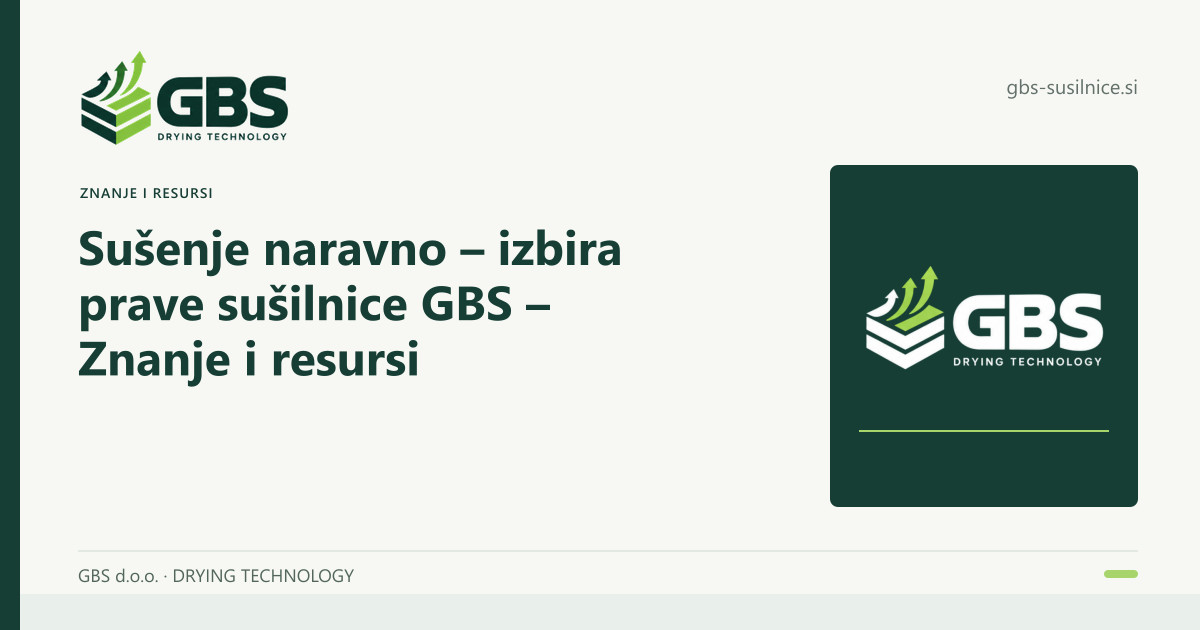 GBS
DRYING TECHNOLOGY
gbs-susilnice.si
ZNANJE I RESURSI
Sušenje naravno – izbira
prave sušilnice GBS –
Znanje i resursi
GBS
DRYING TECHNOLOGY
GBS d.o.o. · DRYING TECHNOLOGY